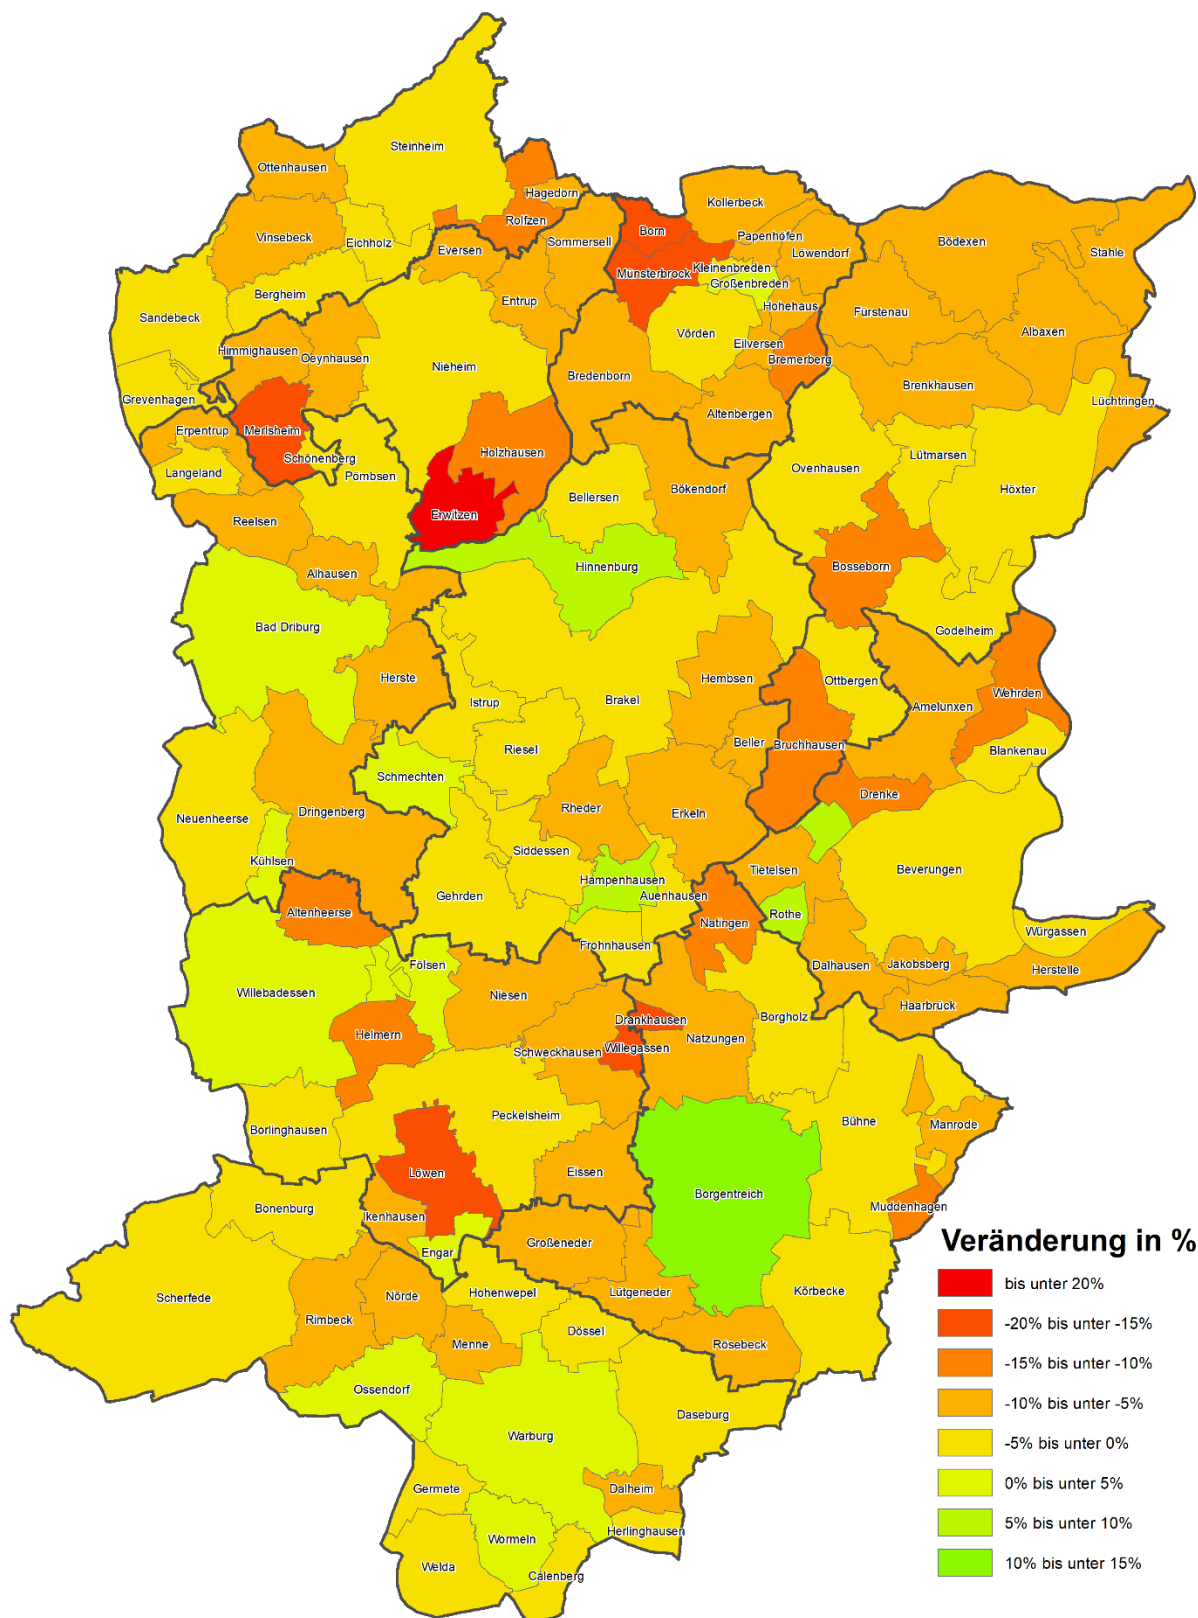 Steinheim
Ottenhausen
Hagedorn
Rolfzen
Kollerbeck
Vinsebeck
Eichholz
Eversen
Sommersell
Born
Papenhöfen
Löwendorf
Bödexen
Stahle
Bergheim
Entrup
Münsterbrock
Kleinenbreden
Großenbreden
Hohehaus
Fürstenau
Albaxen
Sandebeck
Himmighausen
Oeynhausen
Nieheim
Vörden
Eilversen
Bremerberg
Bredenborn
Brenkhausen
Grevenhagen
Altenbergen
Lüchtringen
Erpentrup
Merlsheim
Schönenberg
Holzhausen
Langeland
Pömbsen
Ovenhausen
Lütmarsen
Höxter
Bellersen
Bökendorf
Reelsen
Erwitzen
Alhausen
Hinnenburg
Bosseborn
Bad Driburg
Godelheim
Herste
Hembsen
Ottbergen
Wehrden
Istrup
Brakel
Amelunxen
Riesel
Beller
Bruchhausen
Blankenau
Schmechten
Drenke
Neuenheerse
Dringenberg
Rheder
Erkeln
Kühlsen
Siddessen
Beverungen
Hampenhausen
Tietelsen
Gehrden
Auenhausen
Altenheerse
Natingen
Rothe
Frohnhausen
Würgassen
Fölsen
Dalhausen
Jakobsberg
Herstelle
Willebadessen
Niesen
Haarbrück
Drankhausen
Borgholz
Helmern
Schweckhausen
Willegassen
Natzungen
Peckelsheim
Bühne
Manrode
Borlinghausen
Löwen
Eissen
Borgentreich
Bonenburg
Ikenhausen
Muddenhagen
Engar
Großeneder
Scherfede
Hohenwepel
Lütgeneder
Körbecke
Nörde
Rimbeck
Dössel
Menne
Rösebeck
Ossendorf
Daseburg
Warburg
Germete
Dalheim
Wormeln
Herlinghausen
Welda
Calenberg
Veränderung in %
bis unter 20%
-20% bis unter -15%
-15% bis unter -10%
-10% bis unter -5%
-5% bis unter 0%
0% bis unter 5%
5% bis unter 10%
10% bis unter 15%